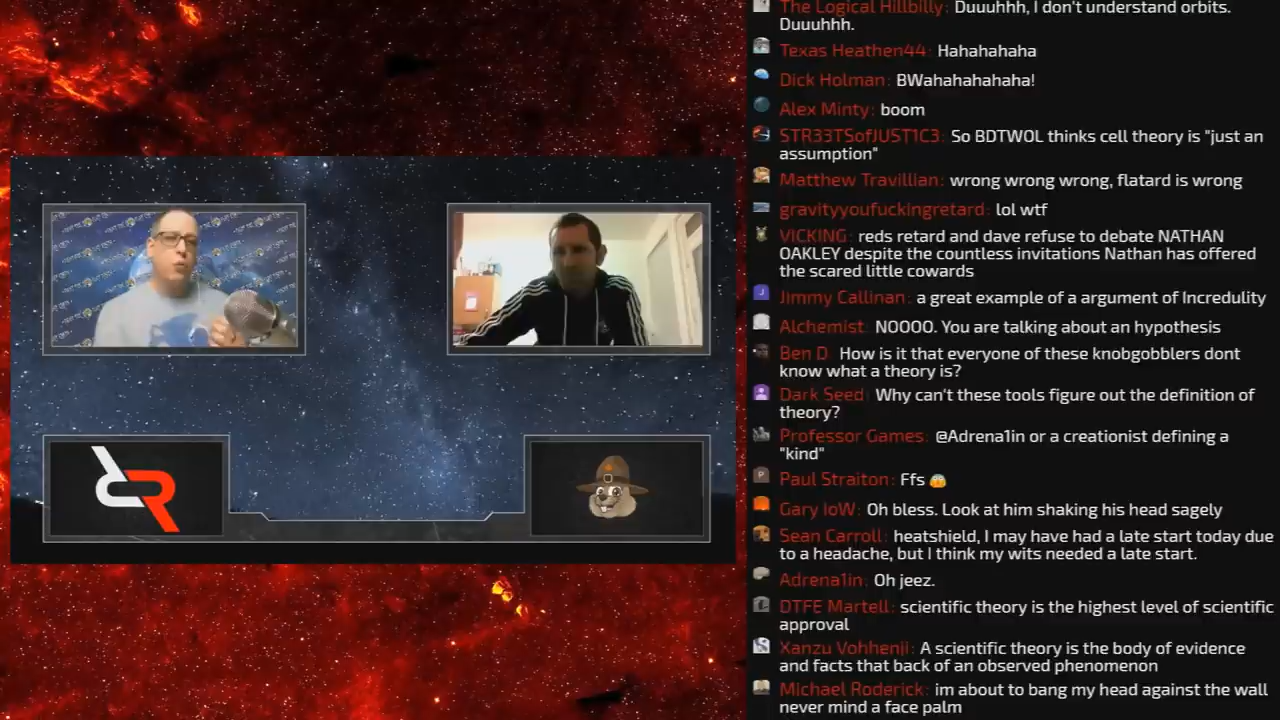 The Logical Hillbilly: Duuuhhh, I don't understand orbits.
Duuuhhh.
Texas Heathen44: Hahahahaha
Dick Holman: BWahahahahaha!
Alex Minty: boom
STR33TSofJUST1C3: So BDTWOL thinks cell theory is "just an
assumption"
Matthew Travillian: wrong wrong wrong, flatard is wrong
gravityyoufuckingretard: lol wtf
VICKING: reds retard and dave refuse to debate NATHAN
OAKLEY despite the countless invitations Nathan has offered
the scared little cowards
Jimmy Callinan: a great example of a argument of Incredulity
Alchemist: NOOOO. You are talking about an hypothesis
Ben D: How is it that everyone of these knobgobblers dont
know what a theory is?
Dark Seed: Why can't these tools figure out the definition of
theory?
Professor Games: @Adrena1in or a creationist defining a
"kind"
Paul Straiton: Ffs 😱
Gary IoW: Oh bless. Look at him shaking his head sagely
Sean Carroll: heatshield, I may have had a late start today due
to a headache, but I think my wits needed a late start.
Adrena1in: Oh jeez.
DTFE Martell: scientific theory is the highest level of scientific
approval
Xanzu Vohhenji: A scientific theory is the body of evidence
and facts that back of an observed phenomenon
Michael Roderick: im about to bang my head against the wall
never mind a face palm